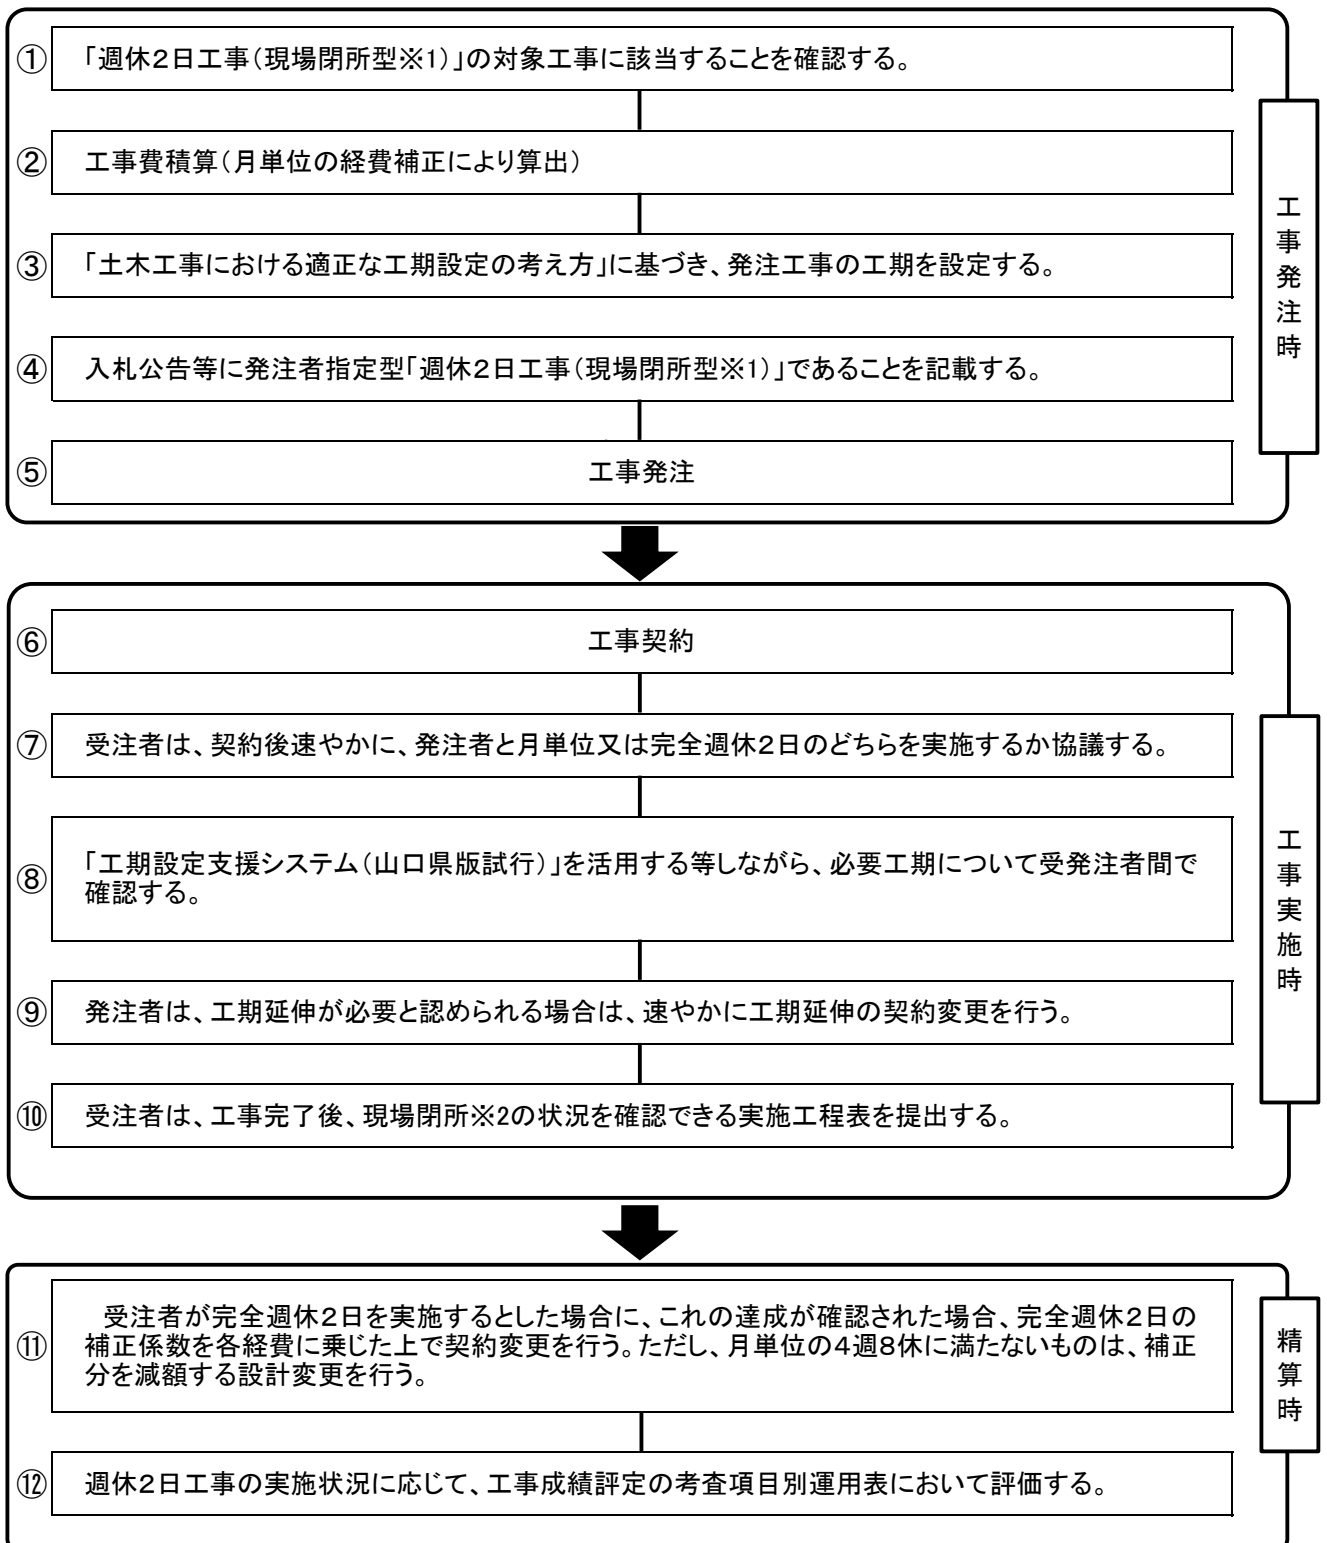 ① 「週休２日工事（現場閉所型※1）」の対象工事に該当することを確認する。
② 工事費積算（月単位の経費補正により算出）
③ 「土木工事における適正な工期設定の考え方」に基づき、発注工事の工期を設定する。
④ 入札公告等に発注者指定型「週休２日工事（現場閉所型※1）」であることを記載する。
⑤ 工事発注
工事発注時
⑥ 工事契約
⑦ 受注者は、契約後速やかに、発注者と月単位又は完全週休２日のどちらを実施するか協議する。
⑧ 「工期設定支援システム（山口県版試行）」を活用する等しながら、必要工期について受発注者間で
確認する。
⑨ 発注者は、工期延伸が必要と認められる場合は、速やかに工期延伸の契約変更を行う。
⑩ 受注者は、工事完了後、現場閉所※2の状況を確認できる実施工程表を提出する。
工事実施時
⑪ 受注者が完全週休２日を実施するとした場合に、これの達成が確認された場合、完全週休２日の
補正係数を各経費に乗じた上で契約変更を行う。ただし、月単位の４週８休に満たないものは、補正
分を減額する設計変更を行う。
⑫ 週休２日工事の実施状況に応じて、工事成績評定の考査項目別運用表において評価する。
精算時